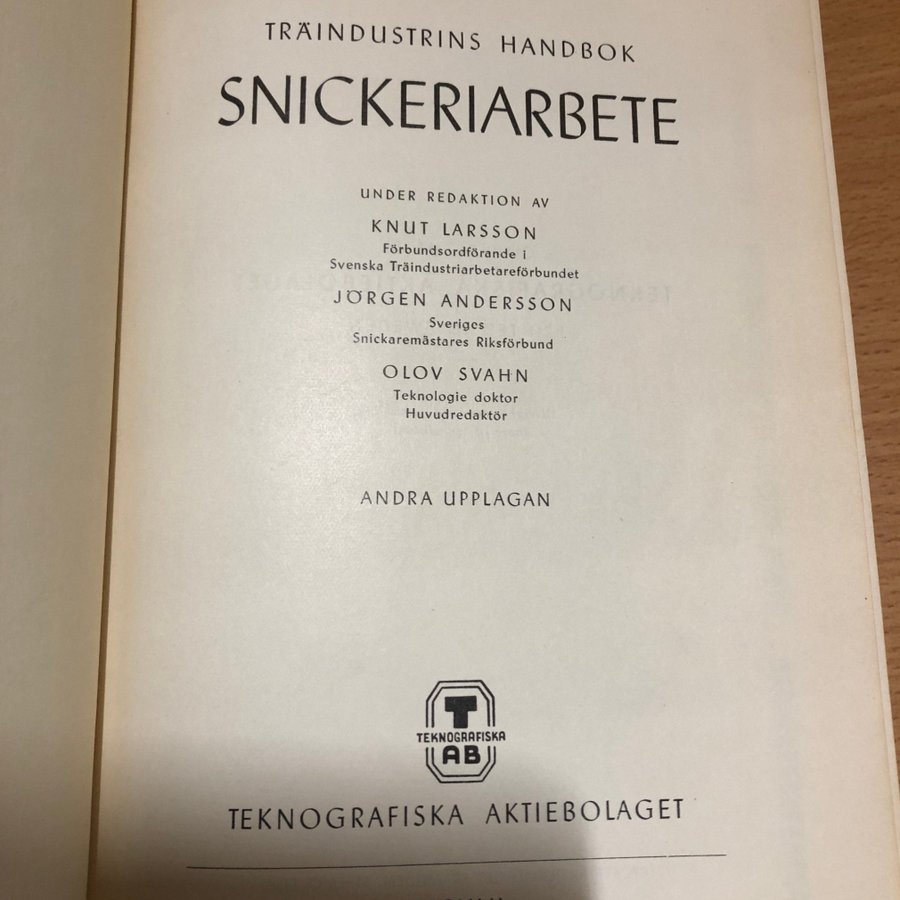 TRÄINDUSTRINS HANDBOK
SNICKERIARBETE
UNDER REDAKTION AV
KNUT LARSSON
Förbundsordförande i
Svenska Träindustriarbetareförbundet
JÖRGEN ANDERSSON
Sveriges
Snickaremästares Riksförbund
OLOV SVAHN
Teknologie doktor
Huvudredaktör
ANDRA UPPLAGAN
T
TEKNOGRAFISKA
AB
TEKNOGRAFISKA AKTIEBOLAGET